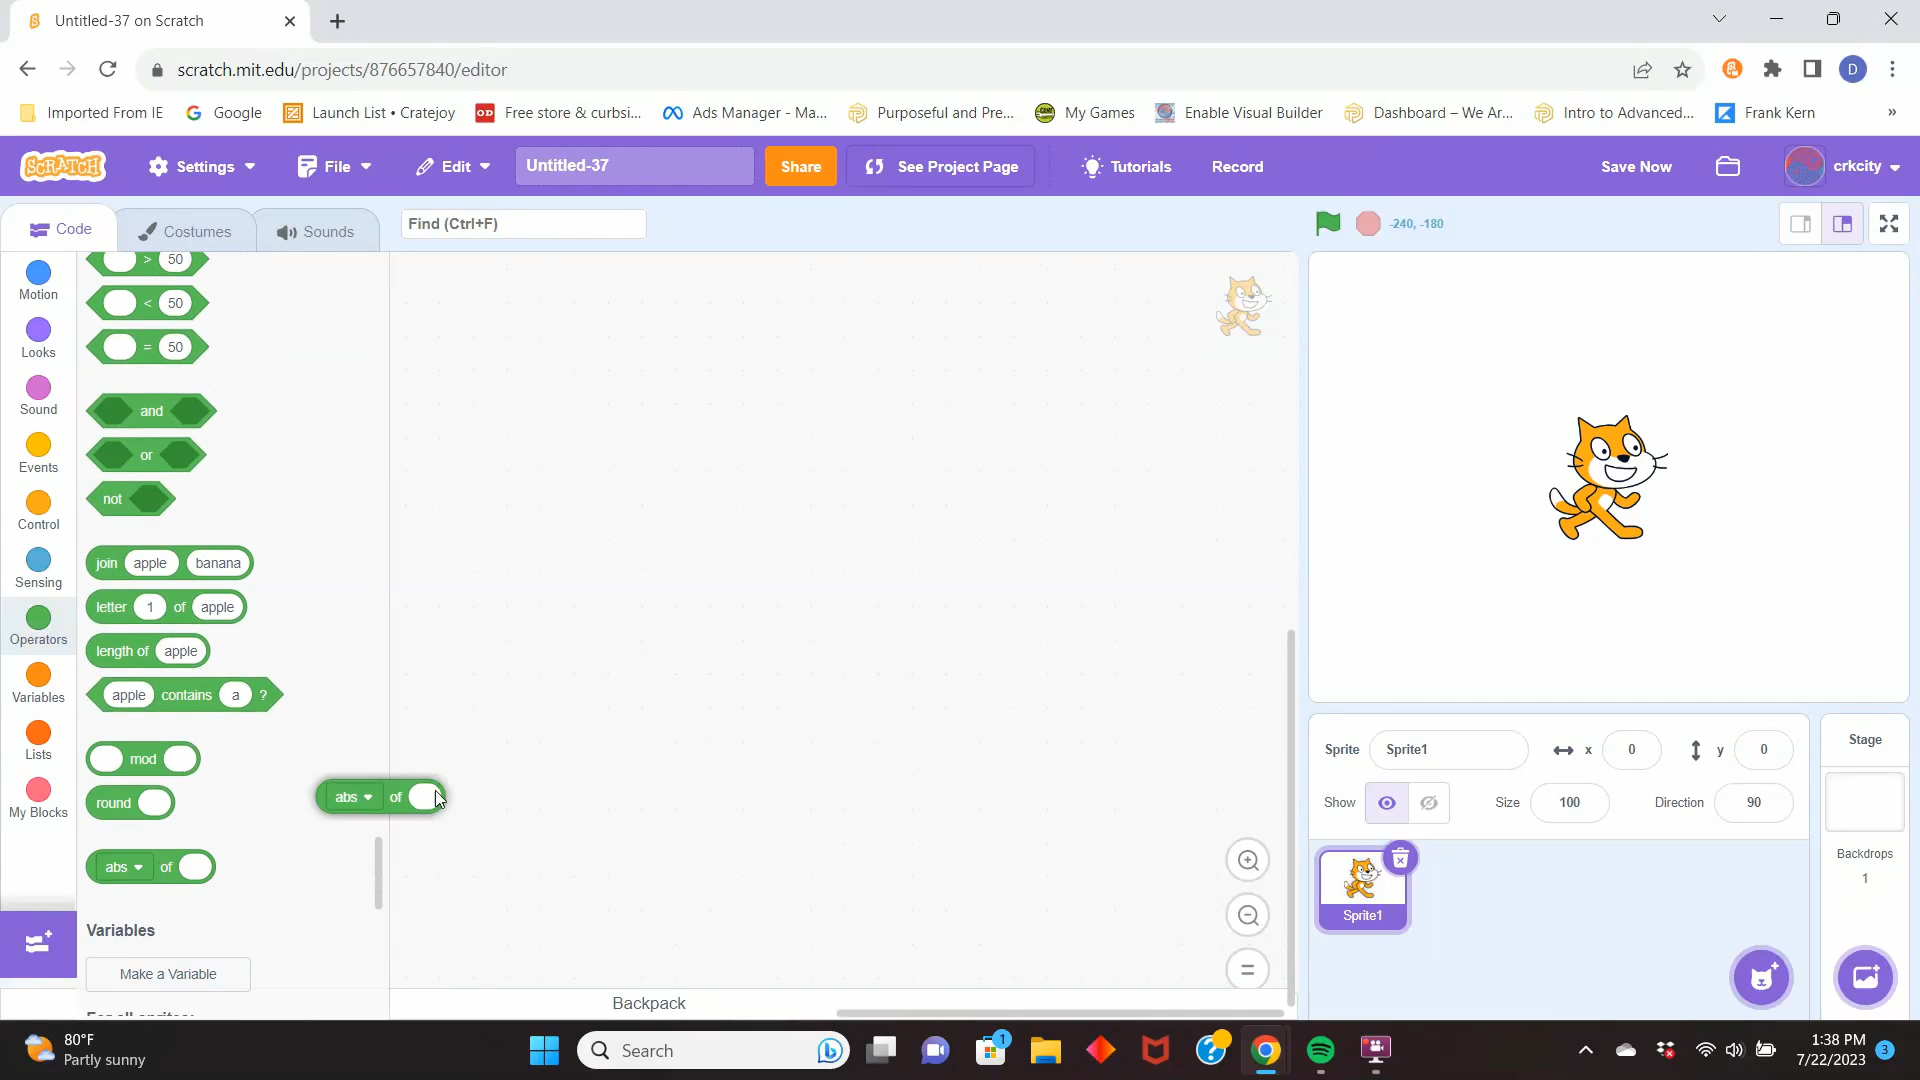 Untitled-37 on Scratch
scratch.mit.edu/projects/876657840/editor
D
Imported From IE
Google
Launch List • Cratejoy
OD
Free store & curbsi...
Ads Manager - Ma...
Purposeful and Pre...
My Games
Enable Visual Builder
Dashboard – We Ar...
Intro to Advanced...
Frank Kern
»
SCRATCH
Settings
File
Edit
Untitled-37
Share
See Project Page
Tutorials
Record
Save Now
crkcity
Code
Costumes
Sounds
Find (Ctrl+F)
-240, -180
Motion
Looks
Sound
Events
Control
Sensing
Operators
Variables
Lists
My Blocks
> 50
< 50
= 50
and
or
not
join apple banana
letter 1 of apple
length of apple
apple contains a ?
mod
round
abs of
abs of
Variables
Make a Variable
Backpack
Sprite Sprite1 x 0 y 0
Show Size 100 Direction 90
Sprite1
Stage
Backdrops
1
80°F
Partly sunny
Search
1
1:38 PM
7/22/2023
3